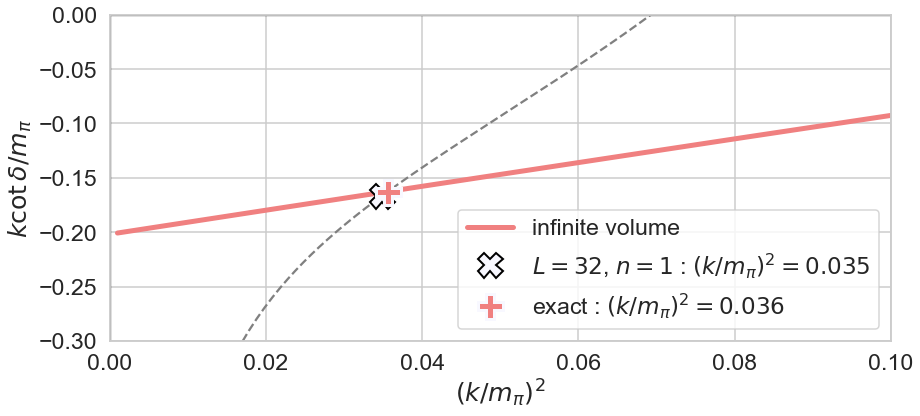 0.00
−0.05
−0.10
−0.15
−0.20
−0.25
−0.30
k cot δ/m_π
infinite volume
L = 32, n = 1 : (k/m_π)² = 0.035
exact : (k/m_π)² = 0.036
0.00 0.02 0.04 0.06 0.08 0.10
(k/m_π)²